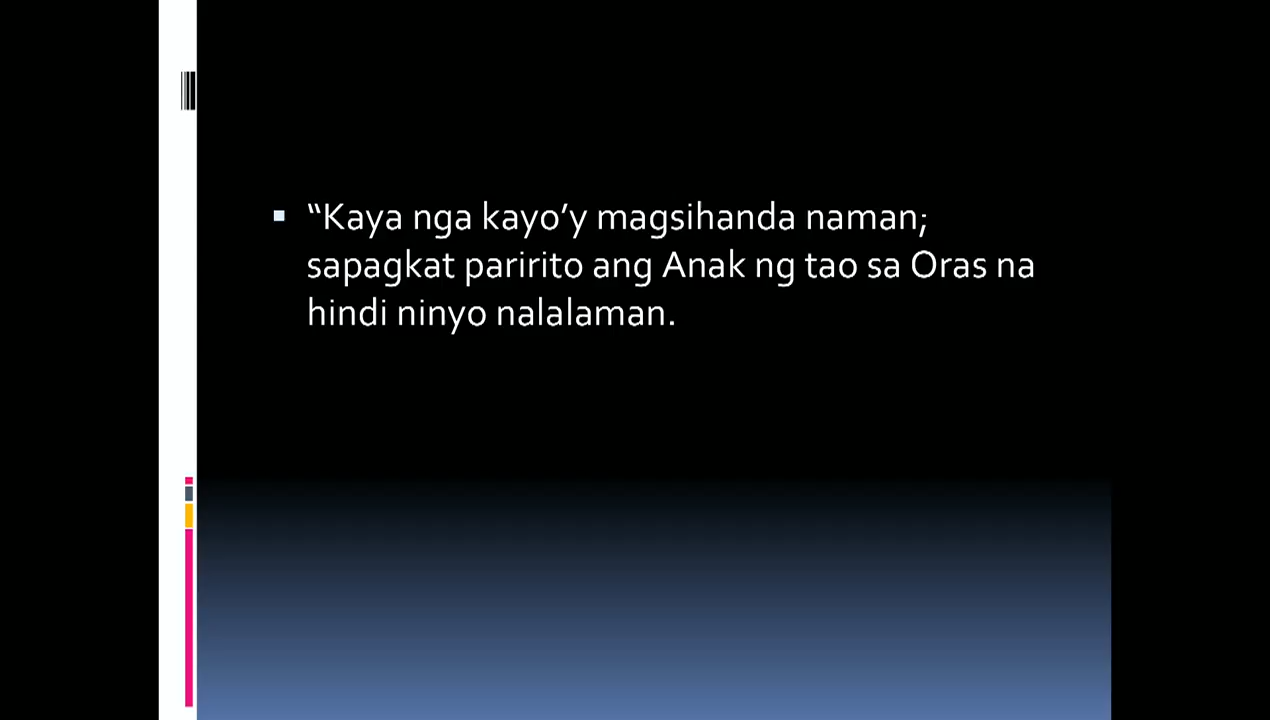 “Kaya nga kayo’y magsihanda naman;
sapagkat paririto ang Anak ng tao sa Oras na
hindi ninyo nalalaman.